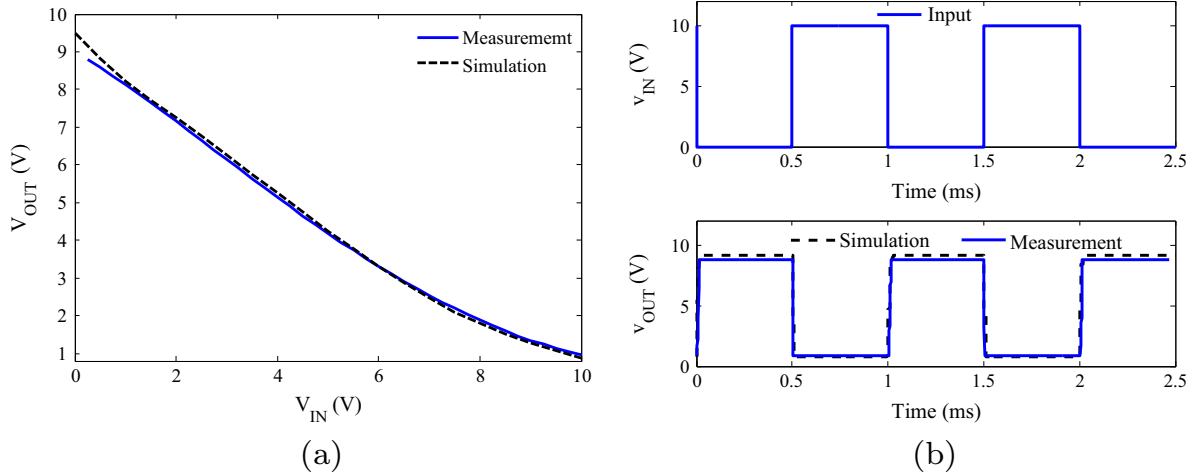 10
9
8
7
6
5
4
3
2
1
V_OUT (V)
Measurememt
Simulation
0 2 4 6 8 10
V_IN (V)
(a)
Input
10
5
0
v_IN (V)
0 0.5 1 1.5 2 2.5
Time (ms)
Simulation Measurement
10
5
0
v_OUT (V)
0 0.5 1 1.5 2 2.5
Time (ms)
(b)